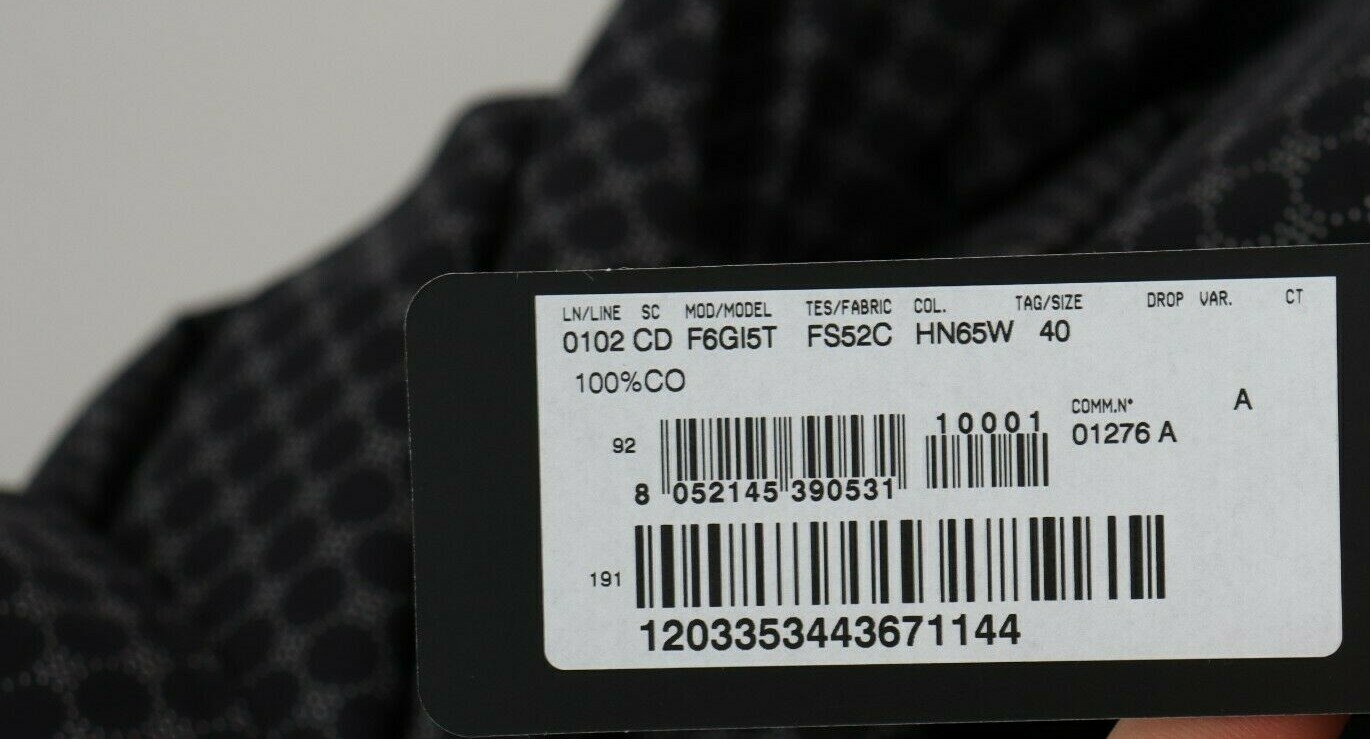 LN/LINE SC MOD/MODEL TES/FABRIC COL. TAG/SIZE DROP VAR. CT
0102 CD F6GI5T FS52C HN65W 40
100%CO
A
10001
COMM.N°
92
01276 A
8 052145 390531
191
1203353443671144